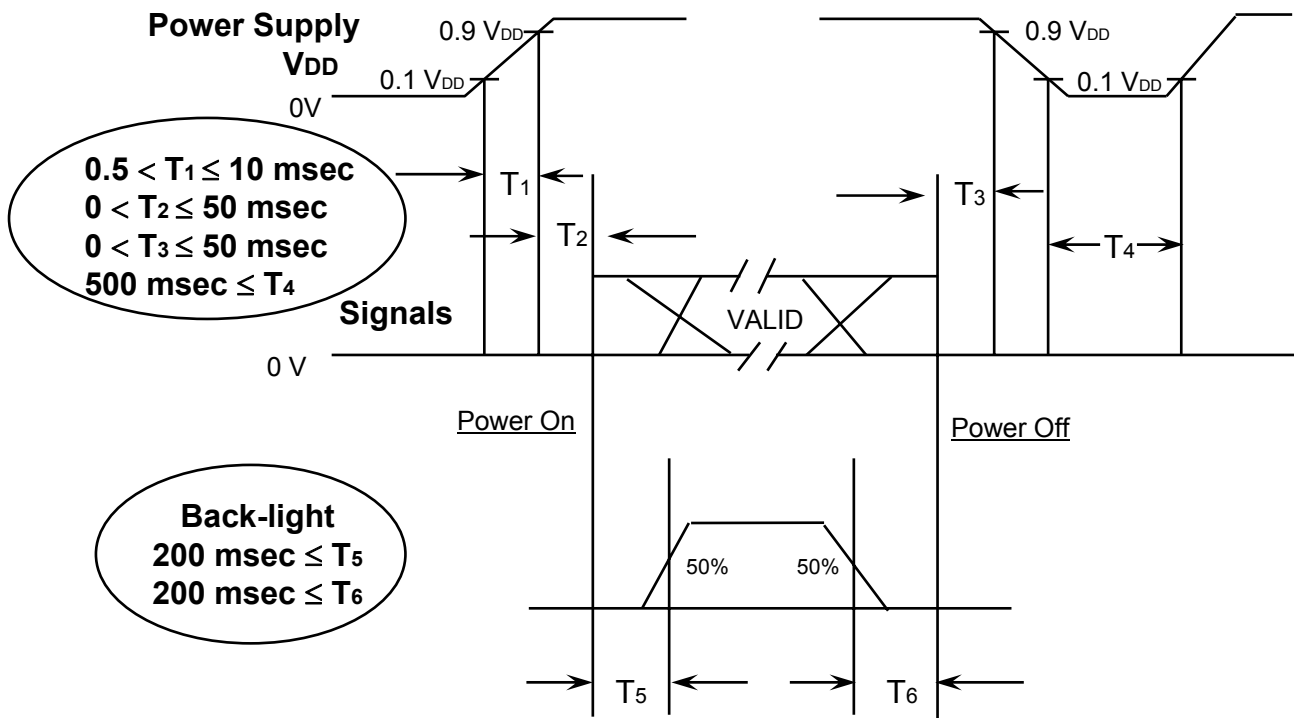 Power Supply
VDD
0.9 VDD
0.9 VDD
0.1 VDD
0.1 VDD
0V
0.5 < T1 ≤ 10 msec
0 < T2 ≤ 50 msec
0 < T3 ≤ 50 msec
500 msec ≤ T4
T1
T3
T2
T4
Signals
VALID
0 V
Power On
Power Off
Back-light
200 msec ≤ T5
200 msec ≤ T6
50%
50%
T5
T6